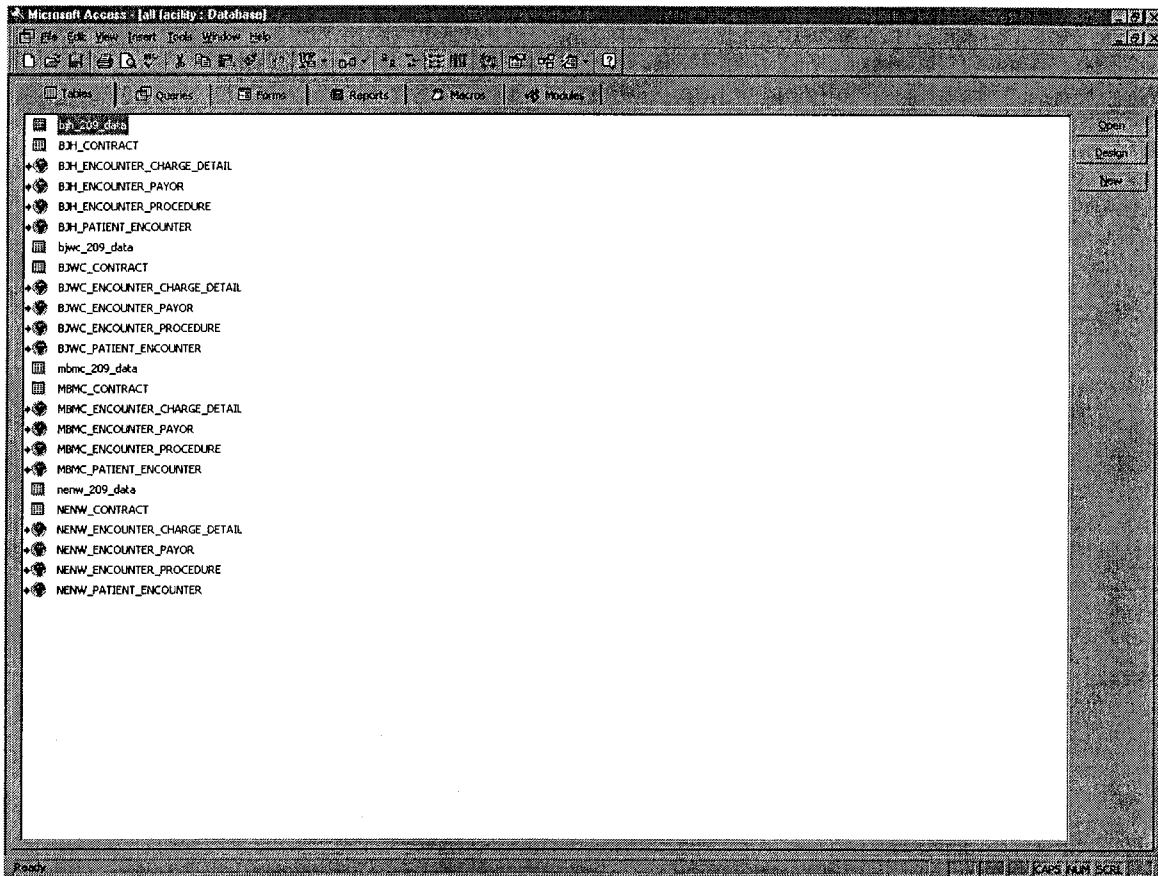 Microsoft Access - [all facility : Database]
File Edit View Insert Tools Window Help
Tables Queries Forms Reports Macros Modules
bjh_209_data
BJH_CONTRACT
BJH_ENCOUNTER_CHARGE_DETAIL
BJH_ENCOUNTER_PAYOR
BJH_ENCOUNTER_PROCEDURE
BJH_PATIENT_ENCOUNTER
bjwc_209_data
BJWC_CONTRACT
BJWC_ENCOUNTER_CHARGE_DETAIL
BJWC_ENCOUNTER_PAYOR
BJWC_ENCOUNTER_PROCEDURE
BJWC_PATIENT_ENCOUNTER
mbmc_209_data
MBMC_CONTRACT
MBMC_ENCOUNTER_CHARGE_DETAIL
MBMC_ENCOUNTER_PAYOR
MBMC_ENCOUNTER_PROCEDURE
MBMC_PATIENT_ENCOUNTER
nenw_209_data
NENW_CONTRACT
NENW_ENCOUNTER_CHARGE_DETAIL
NENW_ENCOUNTER_PAYOR
NENW_ENCOUNTER_PROCEDURE
NENW_PATIENT_ENCOUNTER
Open
Design
New
Ready CAPS NUM SCRL